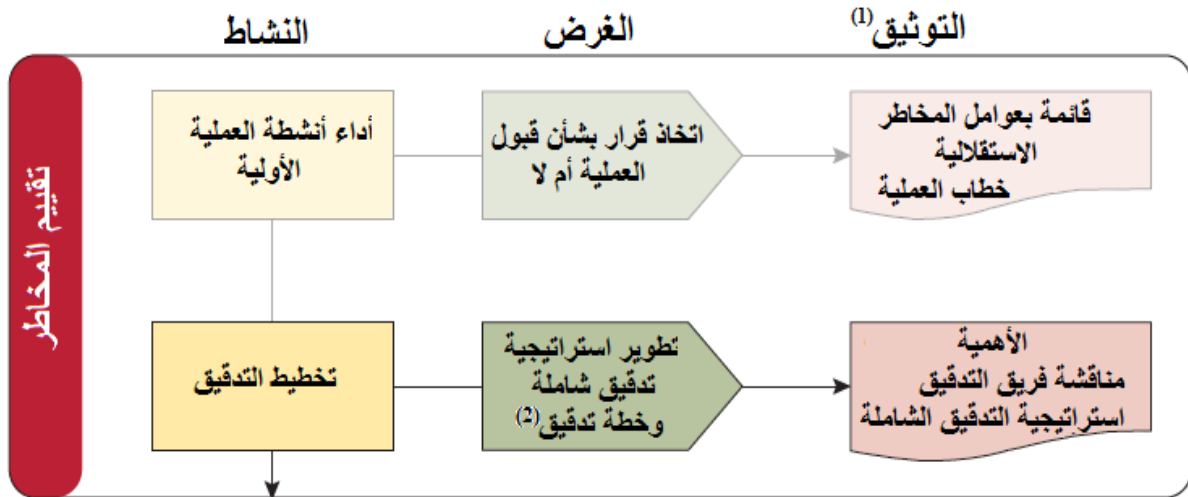 النشاط
الغرض
التوثيق(1)
تقييم المخاطر
أداء أنشطة العملية
الأولية
اتخاذ قرار بشأن قبول
العملية أم لا
قائمة بعوامل المخاطر
الاستقلالية
خطاب العملية
تخطيط التدقيق
تطوير استراتيجية
تدقيق شاملة
وخطة تدقيق(2)
الأهمية
مناقشة فريق التدقيق
استراتيجية التدقيق الشاملة